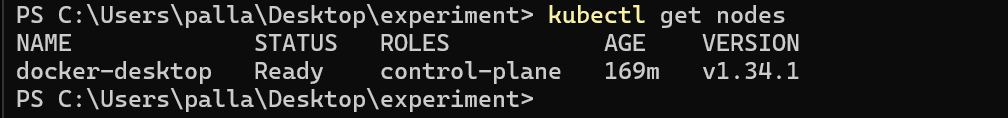 PS C:\Users\palla\Desktop\experiment> kubectl get nodes
NAME             STATUS   ROLES           AGE    VERSION
docker-desktop   Ready    control-plane   169m   v1.34.1
PS C:\Users\palla\Desktop\experiment>